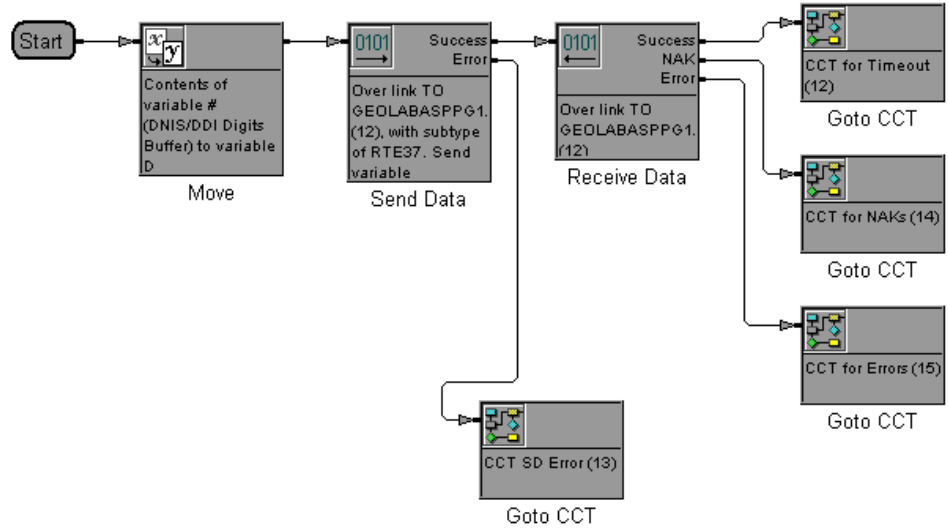 Start
x
y
Contents of
variable #
(DNIS/DDI Digits
Buffer) to variable
D
Move
0101
Success
Error
Over link TO
GEOLABASPPG1.
(12), with subtype
of RTE37. Send
variable
Send Data
0101
Success
NAK
Error
Over link TO
GEOLABASPPG1.
(12)
Receive Data
CCT for Timeout
(12)
Goto CCT
CCT for NAKs (14)
Goto CCT
CCT for Errors (15)
Goto CCT
CCT SD Error (13)
Goto CCT